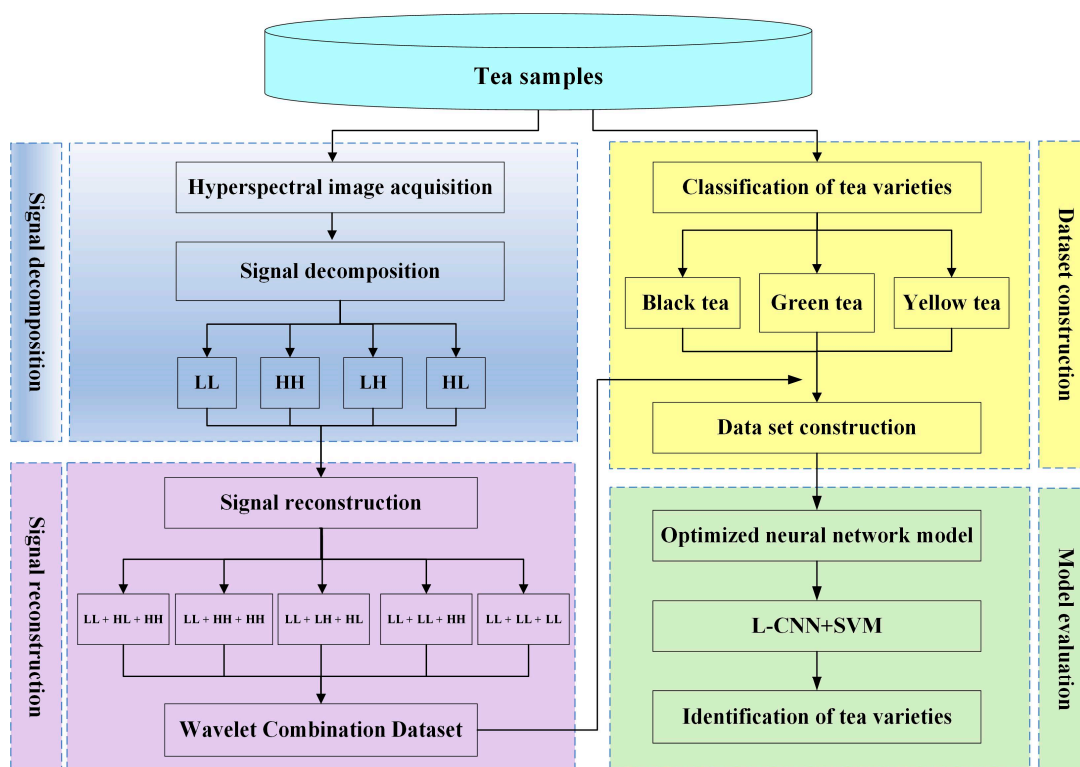 Tea samples
Signal decomposition
Hyperspectral image acquisition
Signal decomposition
LL
HH
LH
HL
Signal reconstruction
Signal reconstruction
LL + HL + HH
LL + HH + HH
LL + LH + HL
LL + LL + HH
LL + LL + LL
Wavelet Combination Dataset
Classification of tea varieties
Black tea
Green tea
Yellow tea
Data set construction
Dataset construction
Optimized neural network model
L-CNN+SVM
Identification of tea varieties
Model evaluation